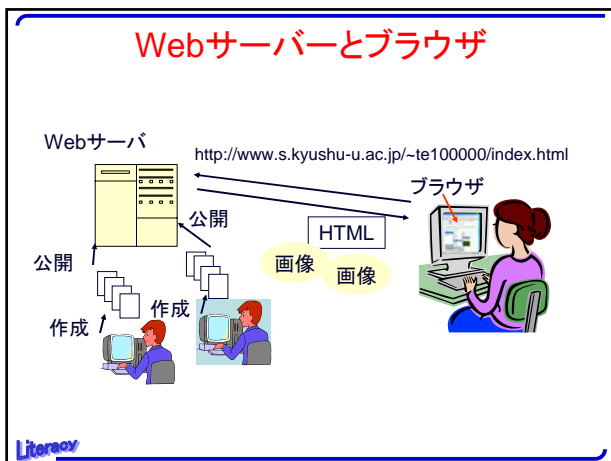 Webサーバーとブラウザ
Webサーバ
http://www.s.kyushu-u.ac.jp/~te100000/index.html
ブラウザ
公開
HTML
公開
画像
画像
作成
作成
Literacy